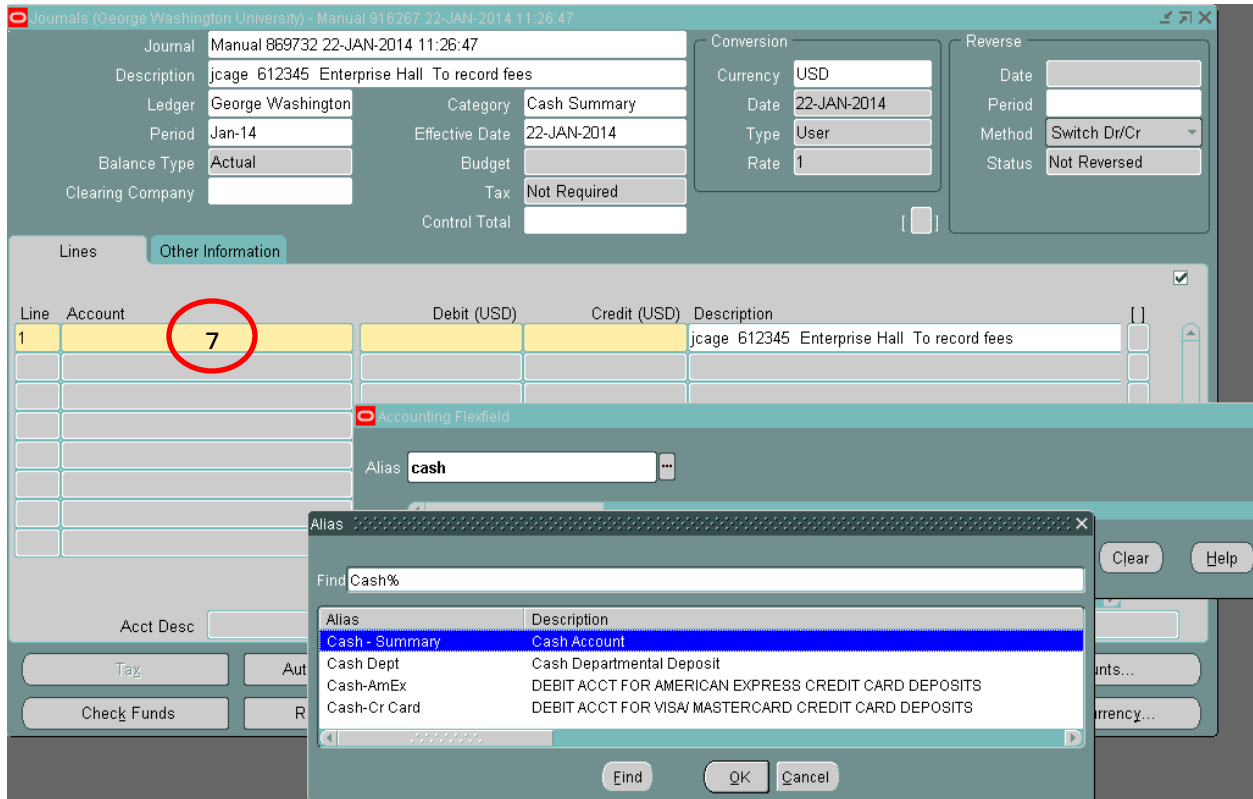 Journals (George Washington University) - Manual 916267 22-JAN-2014 11:26:47
Journal Manual 869732 22-JAN-2014 11:26:47
Description jcage 612345 Enterprise Hall To record fees
Ledger George Washington Category Cash Summary
Period Jan-14 Effective Date 22-JAN-2014
Balance Type Actual Budget
Clearing Company Tax Not Required
Control Total
Conversion
Currency USD
Date 22-JAN-2014
Type User
Rate 1
Reverse
Date
Period
Method Switch Dr/Cr
Status Not Reversed
[ ]
Lines Other Information
Line Account Debit (USD) Credit (USD) Description [ ]
1 7 jcage 612345 Enterprise Hall To record fees
Accounting Flexfield
Alias cash ...
Clear Help
Alias
Find Cash%
Alias Description
Cash - Summary Cash Account
Cash Dept Cash Departmental Deposit
Cash-AmEx DEBIT ACCT FOR AMERICAN EXPRESS CREDIT CARD DEPOSITS
Cash-Cr Card DEBIT ACCT FOR VISA/ MASTERCARD CREDIT CARD DEPOSITS
Find OK Cancel
Acct Desc
Tax Aut unts...
Check Funds R urrency...